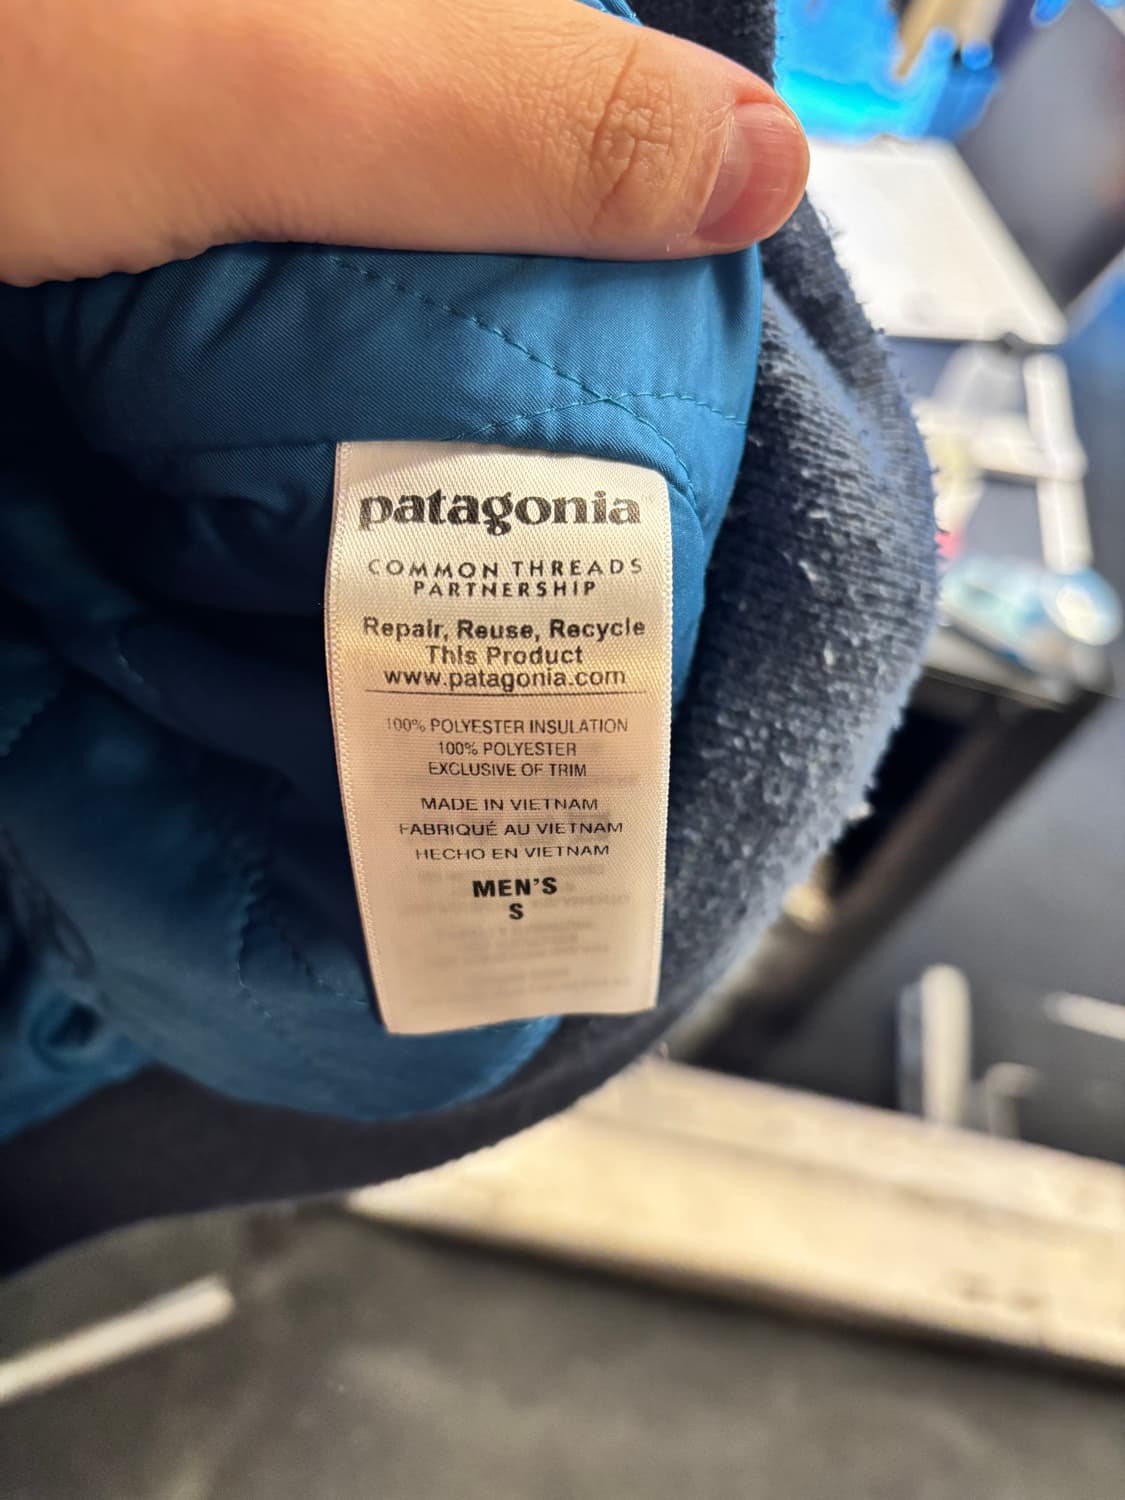 patagonia
COMMON THREADS
PARTNERSHIP
Repair, Reuse, Recycle
This Product
www.patagonia.com
100% POLYESTER INSULATION
100% POLYESTER
EXCLUSIVE OF TRIM
MADE IN VIETNAM
FABRIQUÉ AU VIETNAM
HECHO EN VIETNAM
MEN'S
S